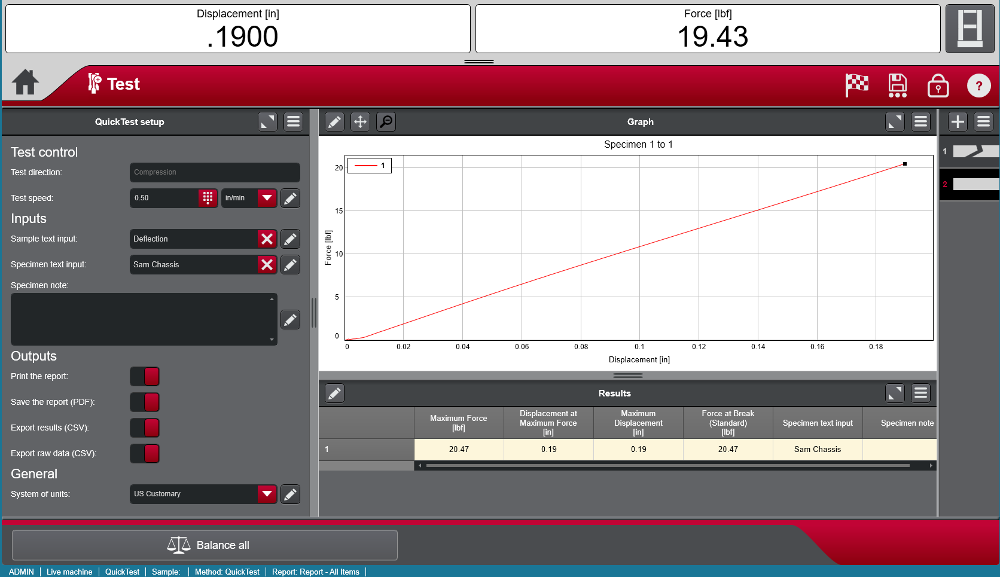 Displacement [in]
.1900
Force [lbf]
19.43
Test
?
QuickTest setup
Test control
Test direction:
Compression
Test speed:
0.50
in/min
Inputs
Sample text input:
Deflection
Specimen text input:
Sam Chassis
Specimen note:
Outputs
Print the report:
Save the report (PDF):
Export results (CSV):
Export raw data (CSV):
General
System of units:
US Customary
Graph
Specimen 1 to 1
1
20
15
10
5
0
Force [lbf]
0
0.02
0.04
0.06
0.08
0.1
0.12
0.14
0.16
0.18
Displacement [in]
Results
Maximum Force
[lbf]
Displacement at
Maximum Force
[in]
Maximum
Displacement
[in]
Force at Break
(Standard)
[lbf]
Specimen text input
Specimen note
1
20.47
0.19
0.19
20.47
Sam Chassis
1
2
Balance all
ADMIN
Live machine
QuickTest
Sample:
Method: QuickTest
Report: Report - All Items